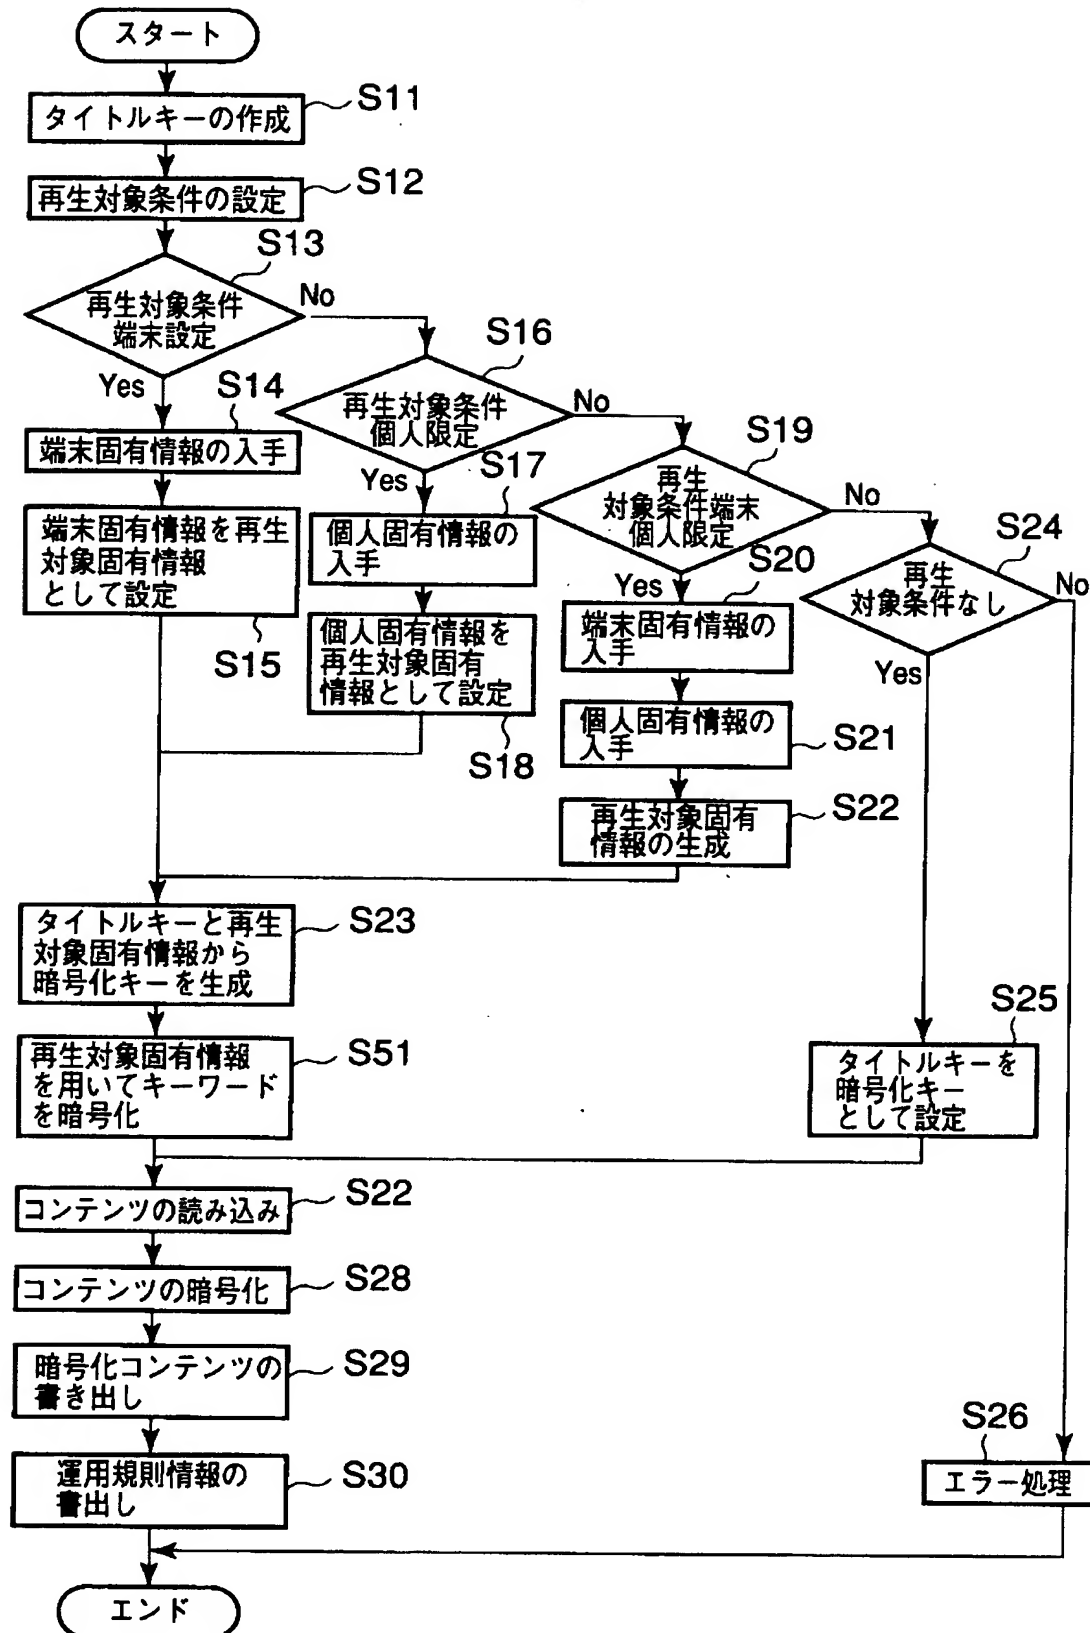 スタート
タイトルキーの作成
S11
再生対象条件の設定
S12
S13
再生対象条件
端末設定
No
Yes
S14
端末固有情報の入手
端末固有情報を再生
対象固有情報
として設定
S15
S16
再生対象条件
個人限定
No
Yes
S17
個人固有情報の
入手
個人固有情報を
再生対象固有
情報として設定
S18
S19
再生
対象条件端末
個人限定
No
Yes
S20
端末固有情報の
入手
個人固有情報の
入手
S21
再生対象固有
情報の生成
S22
S24
再生
対象条件なし
No
Yes
タイトルキーと再生
対象固有情報から
暗号化キーを生成
S23
再生対象固有情報
を用いてキーワード
を暗号化
S51
S25
タイトルキーを
暗号化キー
として設定
コンテンツの読み込み
S22
コンテンツの暗号化
S28
暗号化コンテンツの
書き出し
S29
運用規則情報の
書出し
S30
S26
エラー処理
エンド